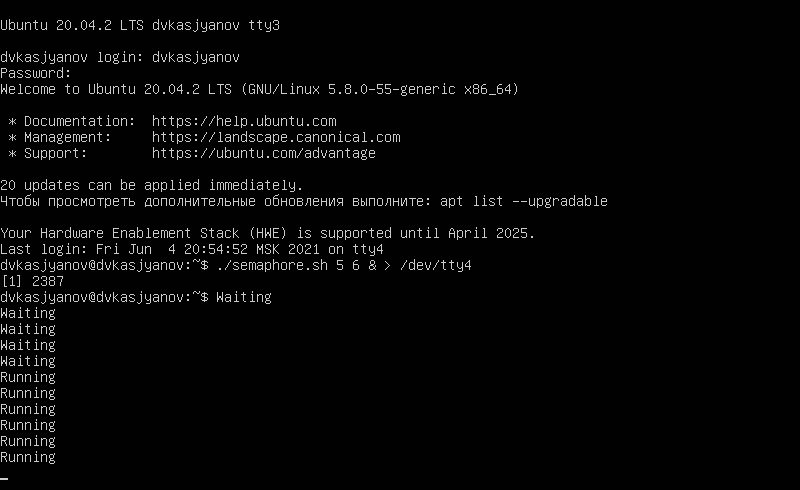 Ubuntu 20.04.2 LTS dvkasjyanov tty3
dvkasjyanov login: dvkasjyanov
Password:
Welcome to Ubuntu 20.04.2 LTS (GNU/Linux 5.8.0-55-generic x86_64)
* Documentation:  https://help.ubuntu.com
* Management:     https://landscape.canonical.com
* Support:        https://ubuntu.com/advantage
20 updates can be applied immediately.
Чтобы просмотреть дополнительные обновления выполните: apt list --upgradable
Your Hardware Enablement Stack (HWE) is supported until April 2025.
Last login: Fri Jun  4 20:54:52 MSK 2021 on tty4
dvkasjyanov@dvkasjyanov:~$ ./semaphore.sh 5 6 & > /dev/tty4
[1] 2387
dvkasjyanov@dvkasjyanov:~$ Waiting
Waiting
Waiting
Waiting
Waiting
Running
Running
Running
Running
Running
Running